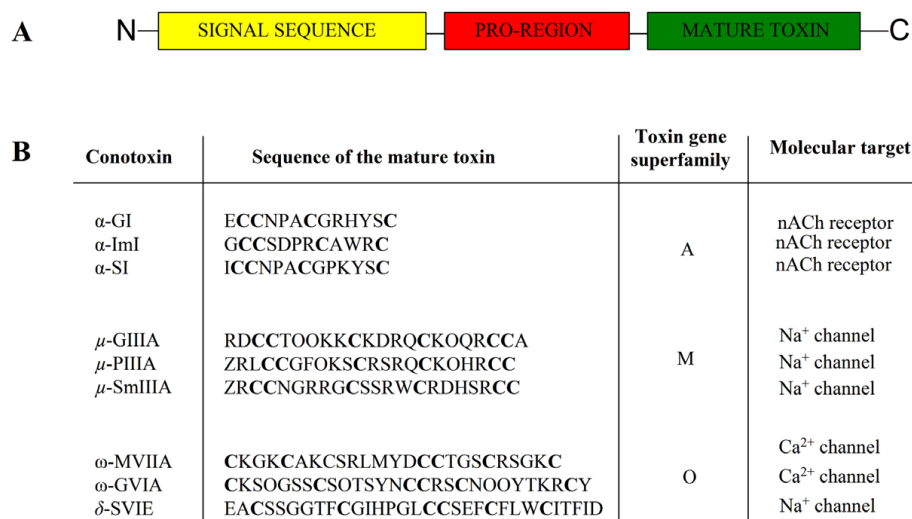 A N SIGNAL SEQUENCE PRO-REGION MATURE TOXIN C
B Conotoxin Sequence of the mature toxin Toxin gene superfamily Molecular target
α-GI ECCNPACGRHYSC nACh receptor
α-ImI GCCSDPRCAWRC A nACh receptor
α-SI ICCNPACGPKYSC nACh receptor
μ-GIIIA RDCCTOOKKCKDRQCKOQRCCA Na⁺ channel
μ-PIIIA ZRLCCGFOKSCRSRQCKOHRCC M Na⁺ channel
μ-SmIIIA ZRCCNGRRGCSSRWCRDHSRCC Na⁺ channel
ω-MVIIA CKGKCAKCSRLMYDCCTGSCRSGKC Ca²⁺ channel
ω-GVIA CKSOGSSCSOTSYNCCRSCNOOYTKRCY O Ca²⁺ channel
δ-SVIE EACSSGGTFCGIHPGLCCSEFCFLWCITFID Na⁺ channel